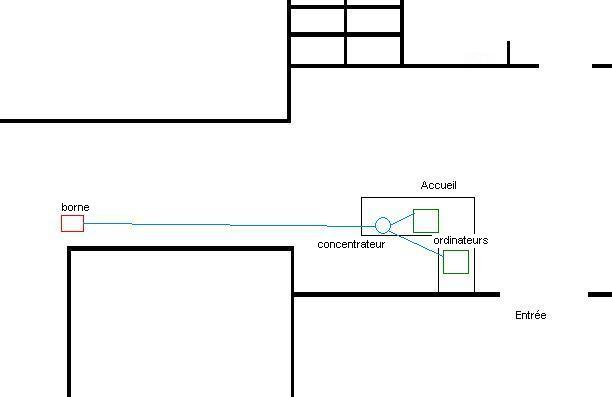 Accueil
borne
concentrateur
ordinateurs
Entrée